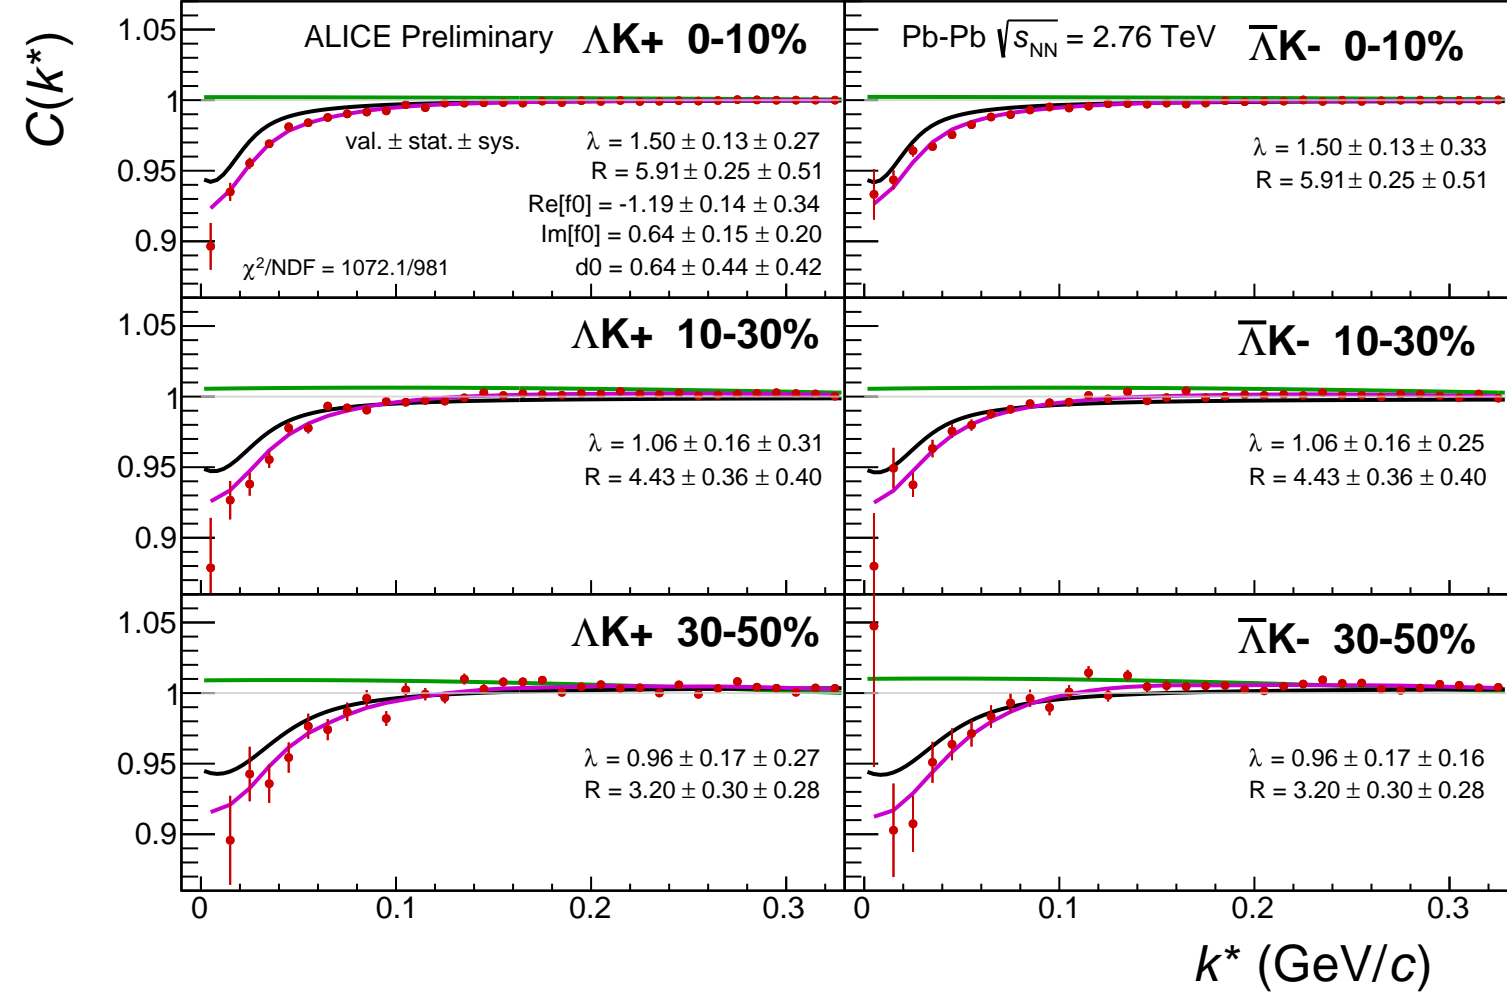 C(k*)
1.05
1
0.95
0.9
ALICE Preliminary ΛK+ 0-10%
val. ± stat. ± sys.
λ = 1.50 ± 0.13 ± 0.27
R = 5.91 ± 0.25 ± 0.51
Re[f0] = -1.19 ± 0.14 ± 0.34
Im[f0] = 0.64 ± 0.15 ± 0.20
χ²/NDF = 1072.1/981
d0 = 0.64 ± 0.44 ± 0.42
Pb-Pb √sNN = 2.76 TeV Λ̅K- 0-10%
λ = 1.50 ± 0.13 ± 0.33
R = 5.91 ± 0.25 ± 0.51
1.05
1
0.95
0.9
ΛK+ 10-30%
λ = 1.06 ± 0.16 ± 0.31
R = 4.43 ± 0.36 ± 0.40
Λ̅K- 10-30%
λ = 1.06 ± 0.16 ± 0.25
R = 4.43 ± 0.36 ± 0.40
1.05
1
0.95
0.9
ΛK+ 30-50%
λ = 0.96 ± 0.17 ± 0.27
R = 3.20 ± 0.30 ± 0.28
Λ̅K- 30-50%
λ = 0.96 ± 0.17 ± 0.16
R = 3.20 ± 0.30 ± 0.28
0 0.1 0.2 0.3
0 0.1 0.2 0.3
k* (GeV/c)